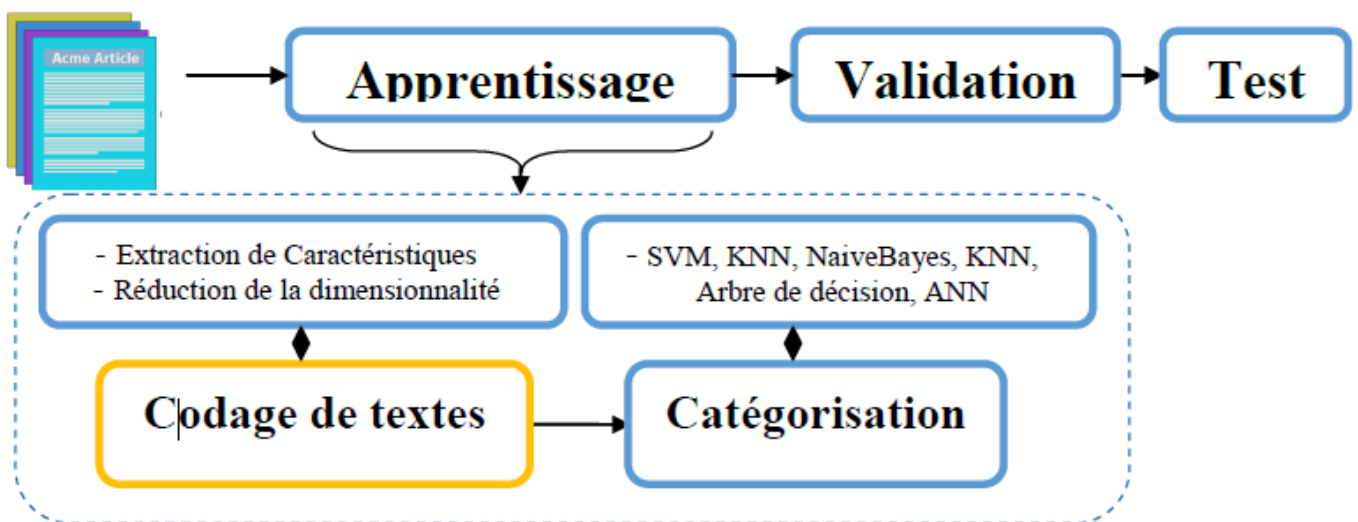 Acme Article
Apprentissage
Validation
Test
- Extraction de Caractéristiques
- Réduction de la dimensionnalité
- SVM, KNN, NaiveBayes, KNN,
Arbre de décision, ANN
Codage de textes
Catégorisation